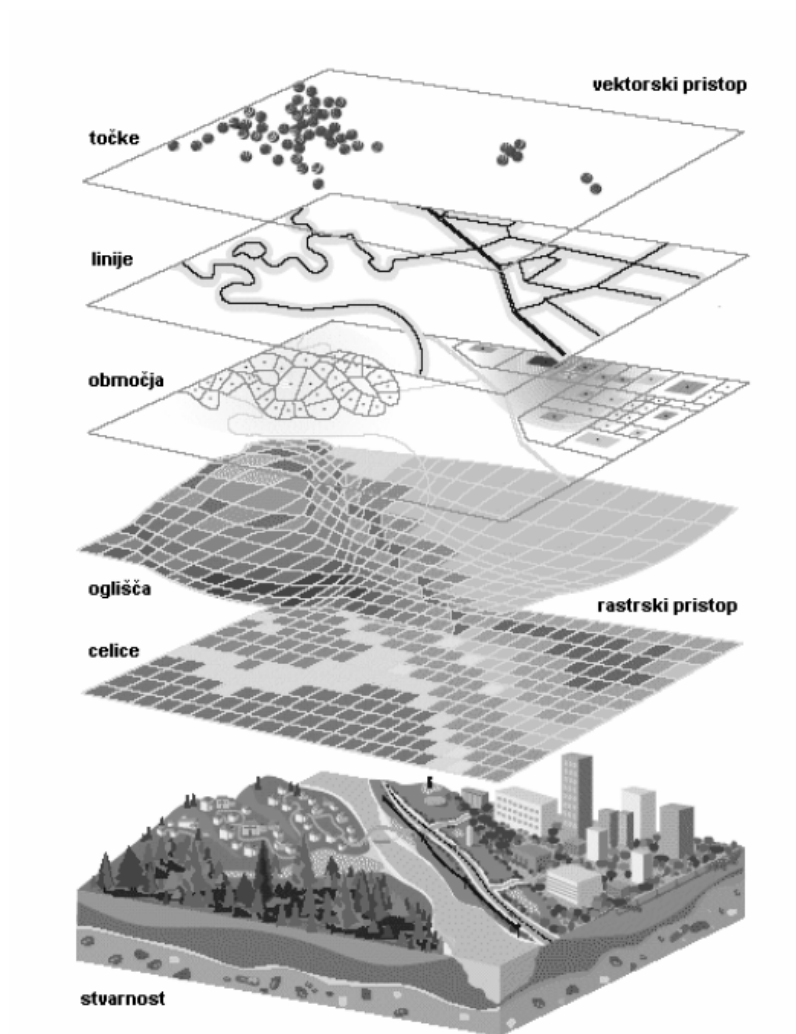 vektorski pristop
točke
linije
območja
oglišča
rastrski pristop
celice
stvarnost